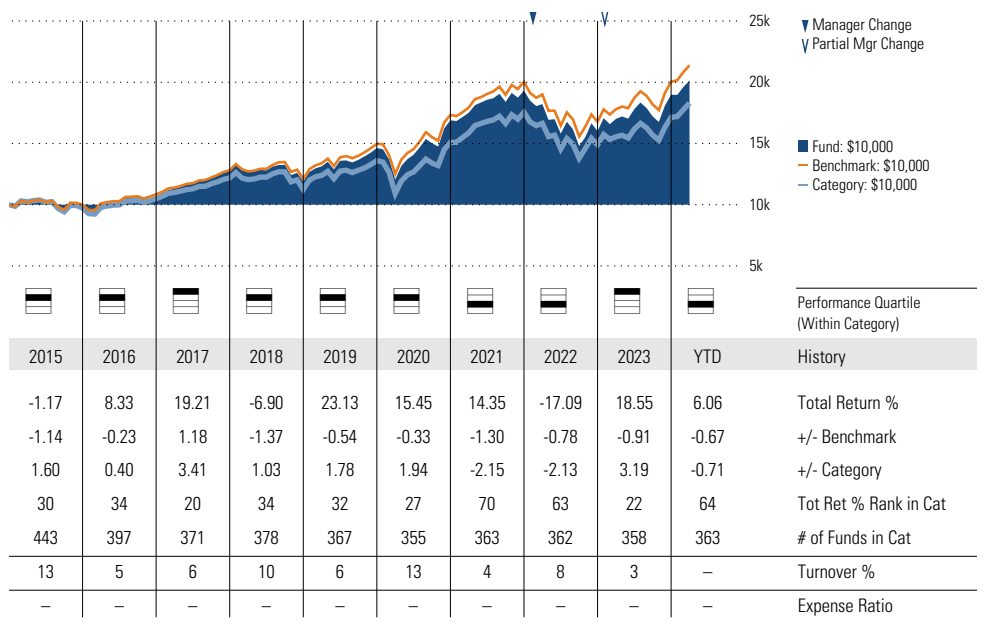 25k
▼ Manager Change
∨ Partial Mgr Change
20k
15k
Fund: $10,000
Benchmark: $10,000
Category: $10,000
10k
5k
Performance Quartile
(Within Category)
2015 2016 2017 2018 2019 2020 2021 2022 2023 YTD History
-1.17 8.33 19.21 -6.90 23.13 15.45 14.35 -17.09 18.55 6.06 Total Return %
-1.14 -0.23 1.18 -1.37 -0.54 -0.33 -1.30 -0.78 -0.91 -0.67 +/- Benchmark
1.60 0.40 3.41 1.03 1.78 1.94 -2.15 -2.13 3.19 -0.71 +/- Category
30 34 20 34 32 27 70 63 22 64 Tot Ret % Rank in Cat
443 397 371 378 367 355 363 362 358 363 # of Funds in Cat
13 5 6 10 6 13 4 8 3 – Turnover %
– – – – – – – – – – Expense Ratio